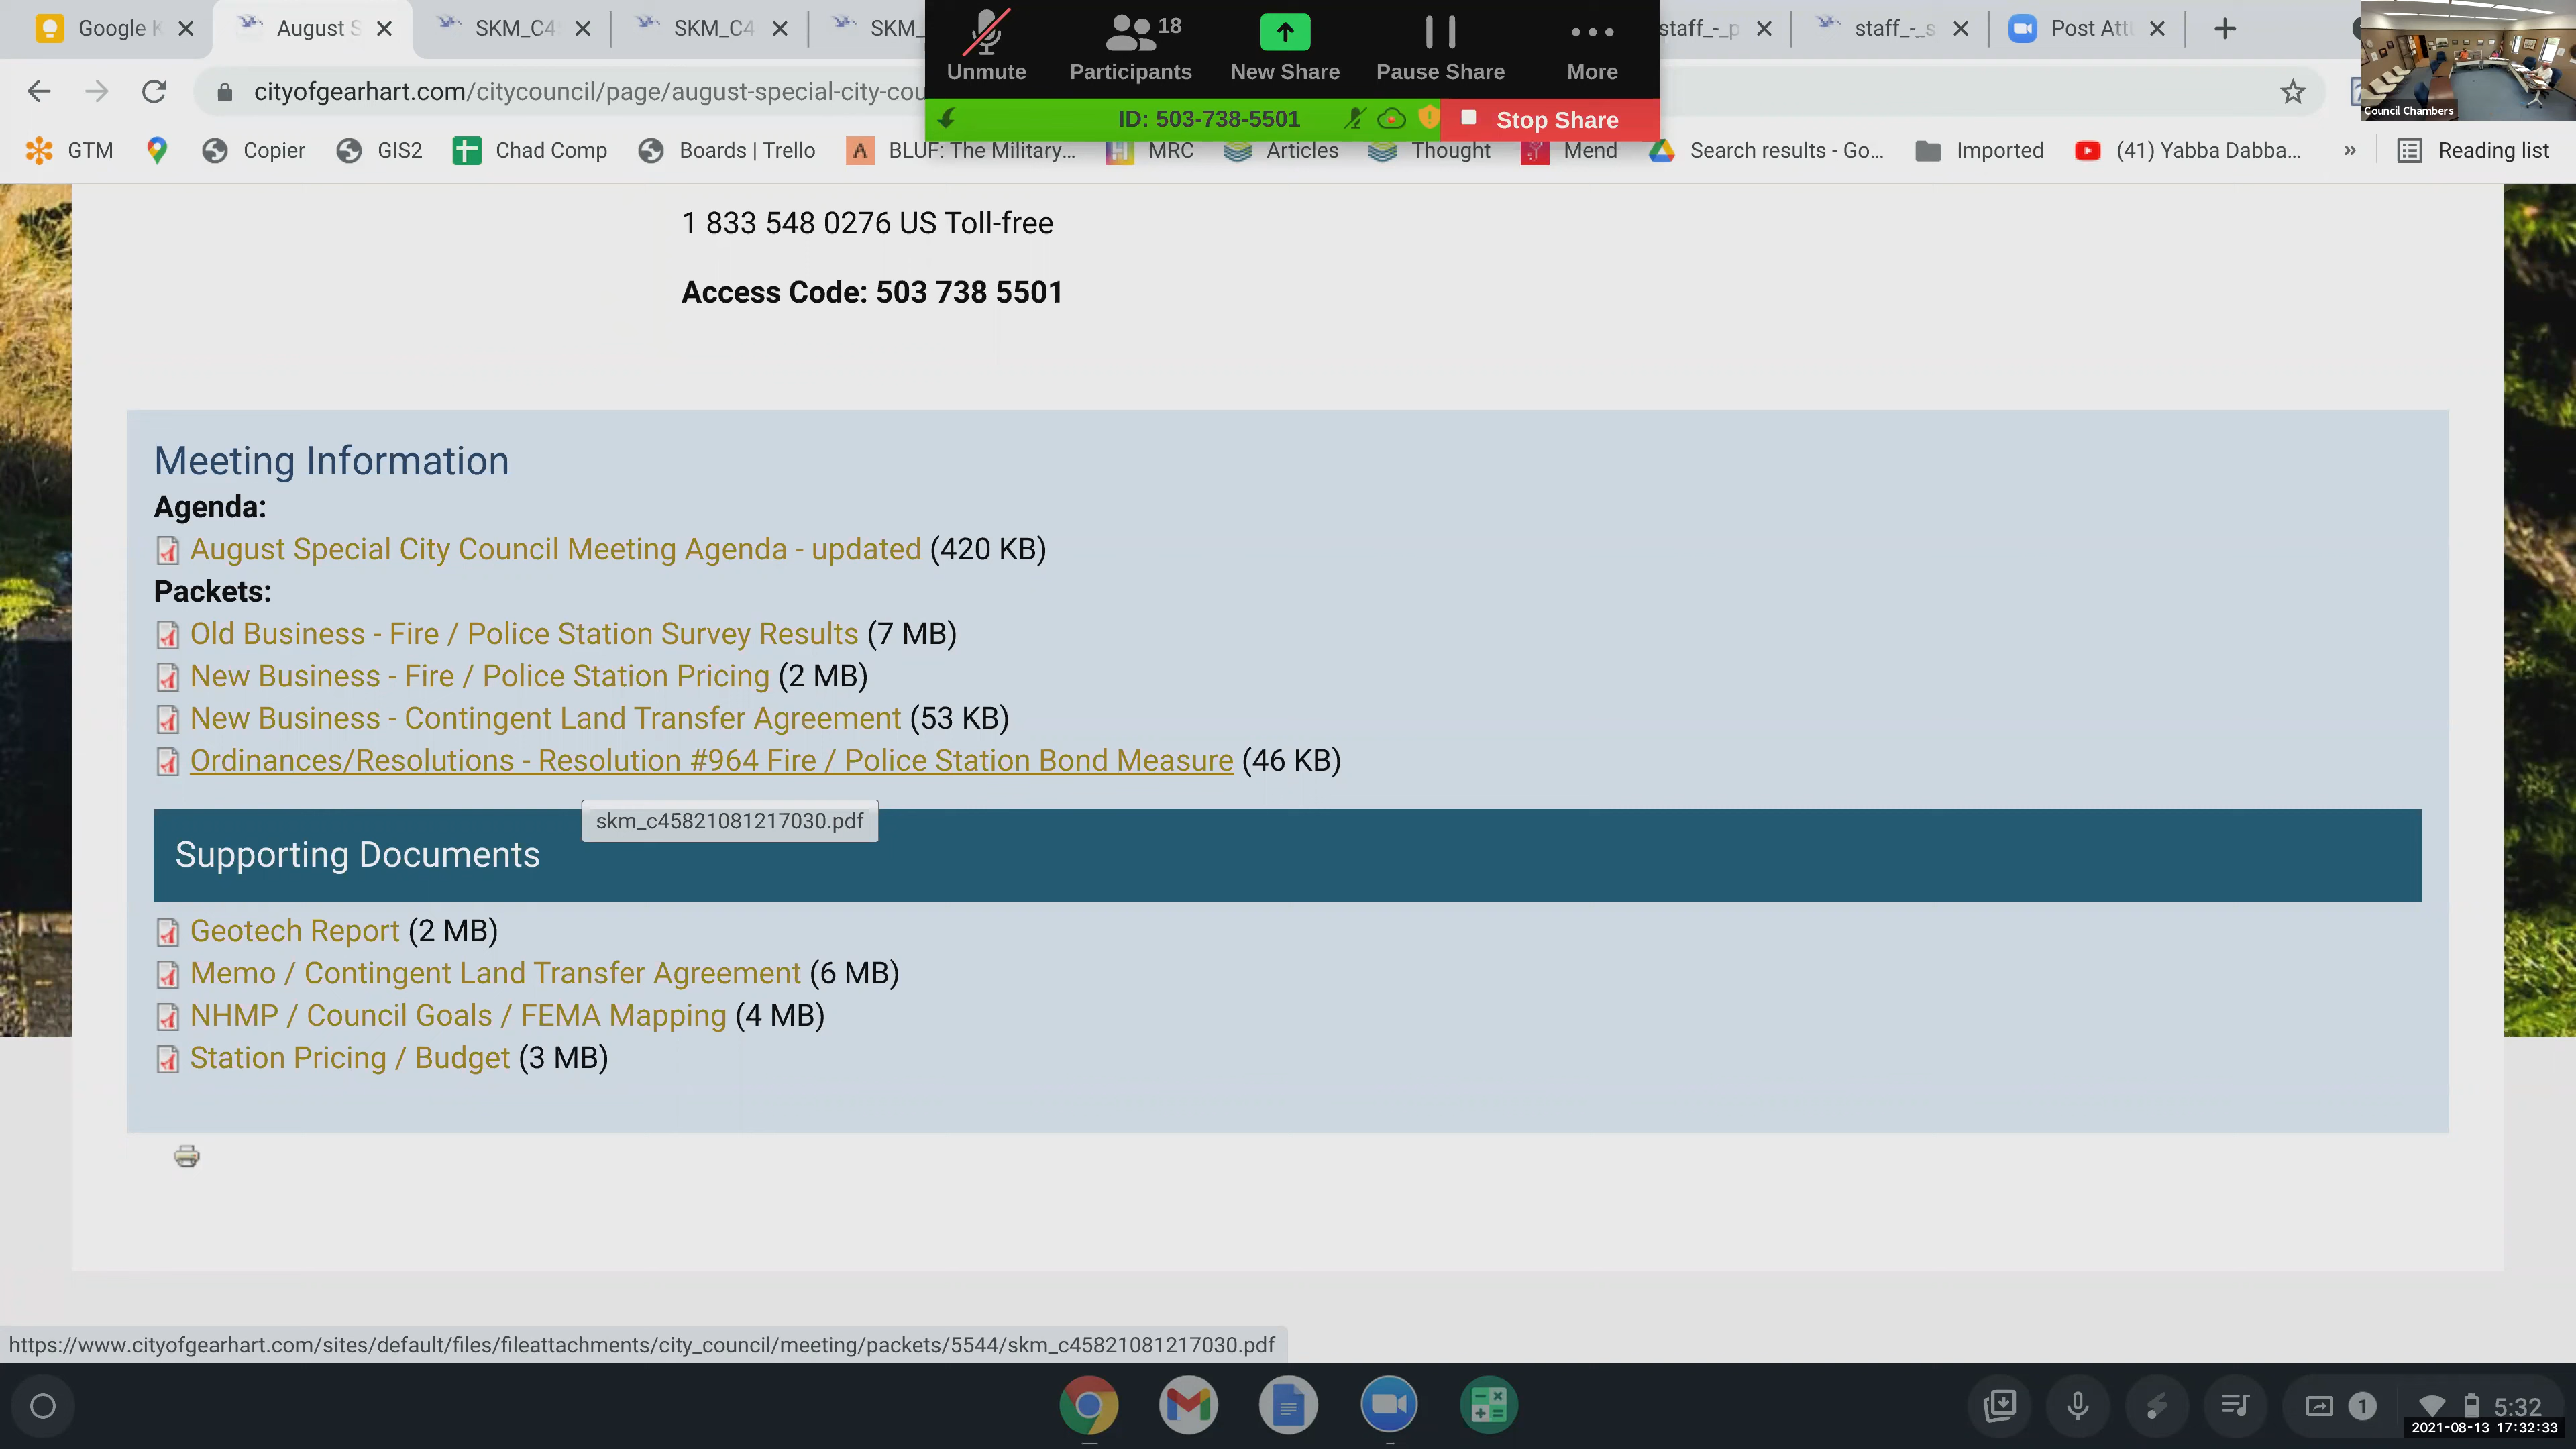 Google K
August S
SKM_C4
SKM_C4
SKM_
staff_-_p
staff_-_s
Post Att
Unmute
Participants
18
New Share
Pause Share
More
cityofgearhart.com/citycouncil/page/august-special-city-cou
ID: 503-738-5501
Stop Share
Council Chambers
GTM
Copier
GIS2
Chad Comp
Boards | Trello
BLUF: The Military...
MRC
Articles
Thought
Mend
Search results - Go...
Imported
(41) Yabba Dabba...
»
Reading list
1 833 548 0276 US Toll-free
Access Code: 503 738 5501
Meeting Information
Agenda:
August Special City Council Meeting Agenda - updated (420 KB)
Packets:
Old Business - Fire / Police Station Survey Results (7 MB)
New Business - Fire / Police Station Pricing (2 MB)
New Business - Contingent Land Transfer Agreement (53 KB)
Ordinances/Resolutions - Resolution #964 Fire / Police Station Bond Measure (46 KB)
skm_c45821081217030.pdf
Supporting Documents
Geotech Report (2 MB)
Memo / Contingent Land Transfer Agreement (6 MB)
NHMP / Council Goals / FEMA Mapping (4 MB)
Station Pricing / Budget (3 MB)
https://www.cityofgearhart.com/sites/default/files/fileattachments/city_council/meeting/packets/5544/skm_c45821081217030.pdf
1
5:32
2021-08-13 17:32:33